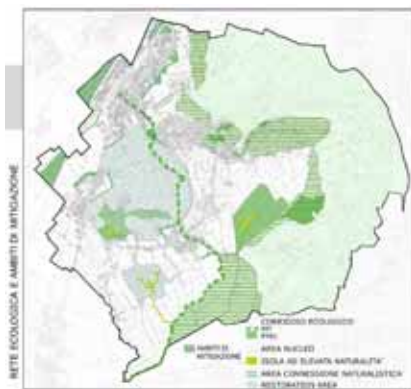 RETE ECOLOGICA E AMBITI DI MITIGAZIONE
CORRIDOIO ECOLOGICO
AMBITI DI
MITIGAZIONE
AREA NUCLEO
ISOLA AD ELEVATA NATURALITA'
AREA CONNESSIONE NATURALISTICA
RESTORATION AREA